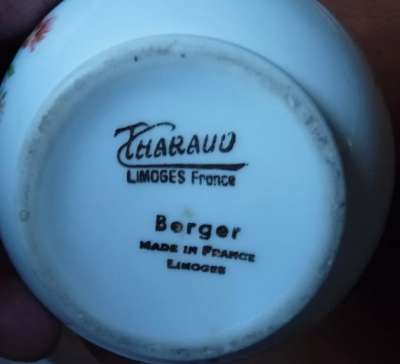 THARAUD
LIMOGES France
Berger
MADE IN FRANCE
LIMOGES